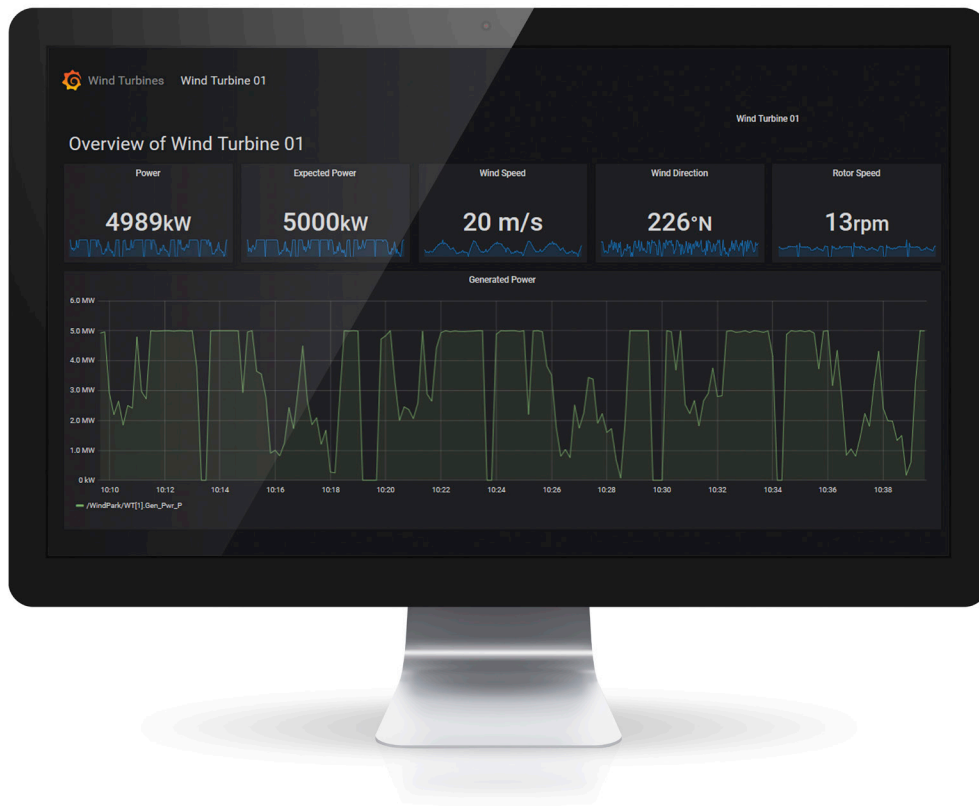 Wind Turbines Wind Turbine 01
Wind Turbine 01
Overview of Wind Turbine 01
Power Expected Power Wind Speed Wind Direction Rotor Speed
4989kW 5000kW 20 m/s 226°N 13rpm
Generated Power
6.0 MW
5.0 MW
4.0 MW
3.0 MW
2.0 MW
1.0 MW
0 kW
10:10 10:12 10:14 10:16 10:18 10:20 10:22 10:24 10:26 10:28 10:30 10:32 10:34 10:36 10:38
/WindPark/WT[1].Gen_Pwr_P